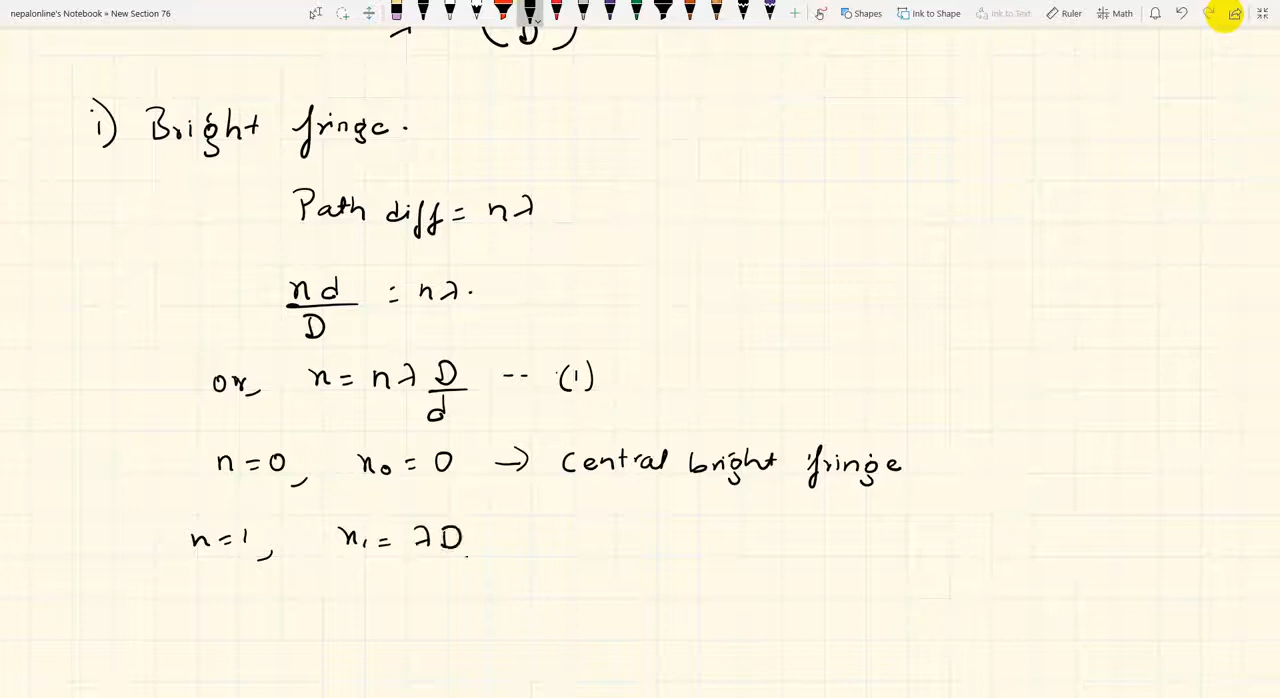 nepalonline's Notebook » New Section 76
Shapes Ink to Shape Ink to Text Ruler Math
(D)
i) Bright fringe.
Path diff = nλ
xd/D = nλ.
or, x = nλ D/d -- (1)
n=0, x₀ = 0 → Central bright fringe
n=1, x₁ = λD